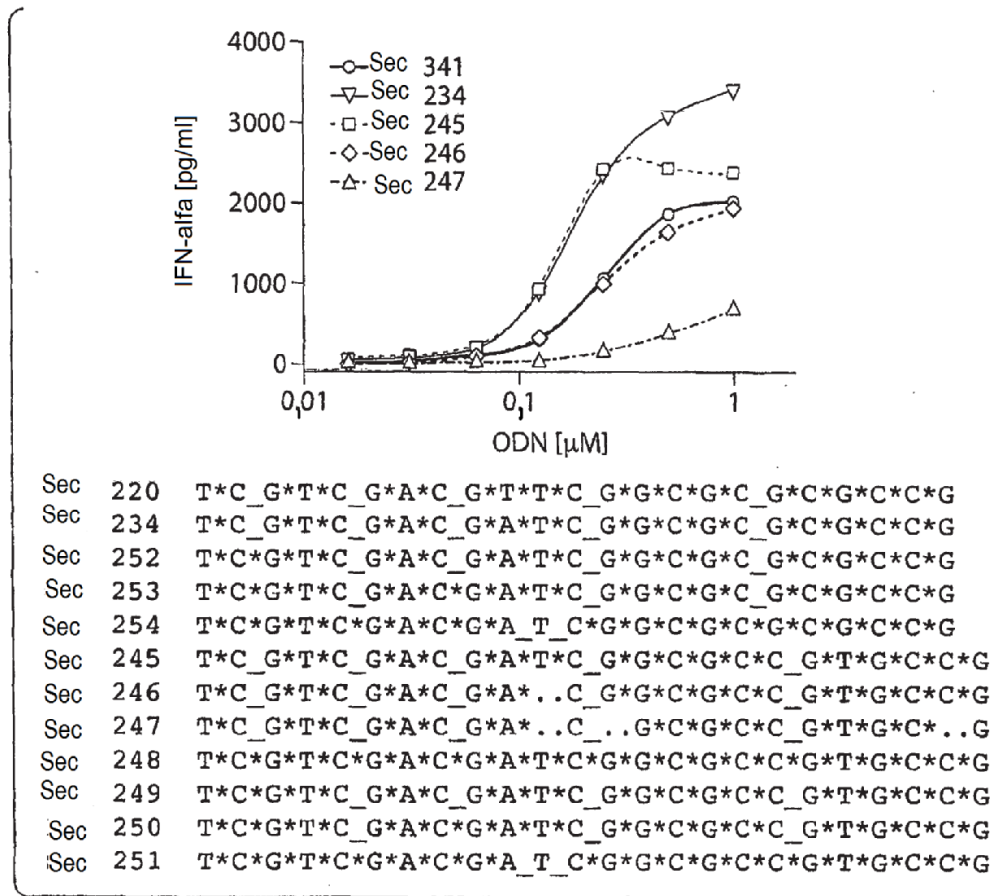 4000
3000
2000
1000
0
IFN-alfa [pg/ml]
Sec 341
Sec 234
Sec 245
Sec 246
Sec 247
0,01 0,1 1
ODN [µM]
Sec 220 T*C_G*T*C_G*A*C_G*T*T*C_G*G*C*G*C_G*C*G*C*C*G
Sec 234 T*C_G*T*C_G*A*C_G*A*T*C_G*G*C*G*C_G*C*G*C*C*G
Sec 252 T*C*G*T*C_G*A*C_G*A*T*C_G*G*C*G*C_G*C*G*C*C*G
Sec 253 T*C*G*T*C_G*A*C*G*A*T*C_G*G*C*G*C_G*C*G*C*C*G
Sec 254 T*C*G*T*C*G*A*C*G*A_T_C*G*G*C*G*C*G*C*G*C*C*G
Sec 245 T*C_G*T*C_G*A*C_G*A*T*C_G*G*C*G*C*C_G*T*G*C*C*G
Sec 246 T*C_G*T*C_G*A*C_G*A*..C_G*G*C*G*C*C_G*T*G*C*C*G
Sec 247 T*C_G*T*C_G*A*C_G*A*..C_..G*C*G*C*C_G*T*G*C*..G
Sec 248 T*C*G*T*C*G*A*C*G*A*T*C*G*G*C*G*C*C*G*T*G*C*C*G
Sec 249 T*C*G*T*C_G*A*C_G*A*T*C_G*G*C*G*C*C_G*T*G*C*C*G
Sec 250 T*C*G*T*C_G*A*C*G*A*T*C_G*G*C*G*C*C_G*T*G*C*C*G
Sec 251 T*C*G*T*C*G*A*C*G*A_T_C*G*G*C*G*C*C*G*T*G*C*C*G